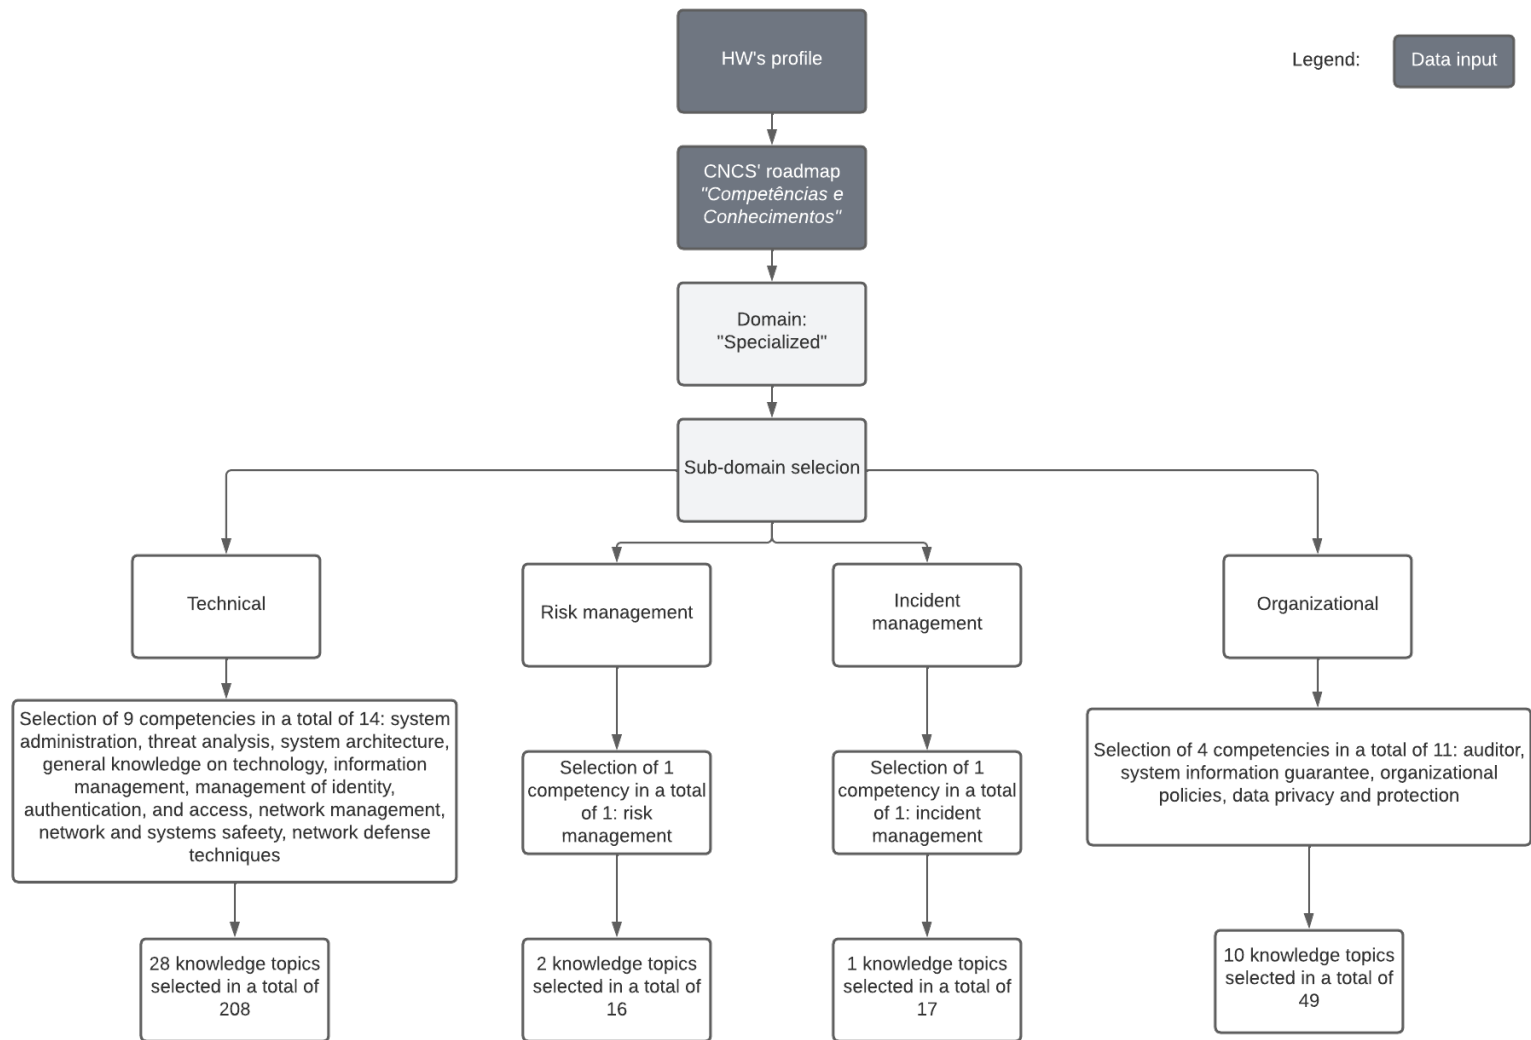 HW's profile
Legend:
Data input
CNCS' roadmap
"Competências e
Conhecimentos"
Domain:
"Specialized"
Sub-domain selecion
Technical
Risk management
Incident
management
Organizational
Selection of 9 competencies in a total of 14: system
administration, threat analysis, system architecture,
general knowledge on technology, information
management, management of identity,
authentication, and access, network management,
network and systems safeety, network defense
techniques
Selection of 1
competency in a total
of 1: risk
management
Selection of 1
competency in a total
of 1: incident
management
Selection of 4 competencies in a total of 11: auditor,
system information guarantee, organizational
policies, data privacy and protection
28 knowledge topics
selected in a total of
208
2 knowledge topics
selected in a total of
16
1 knowledge topics
selected in a total of
17
10 knowledge topics
selected in a total of
49